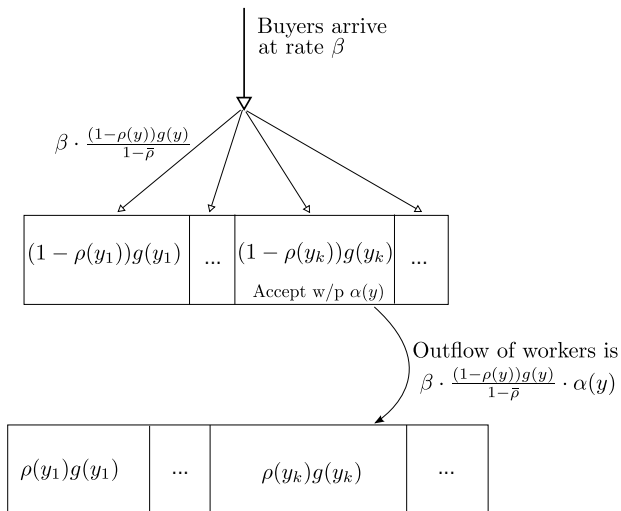 Buyers arrive
at rate β
β · (1−ρ(y))g(y) / 1−ρ̅
(1 − ρ(y₁))g(y₁) ... (1 − ρ(yₖ))g(yₖ) ...
Accept w/p α(y)
Outflow of workers is
β · (1−ρ(y))g(y) / 1−ρ̅ · α(y)
ρ(y₁)g(y₁) ... ρ(yₖ)g(yₖ) ...